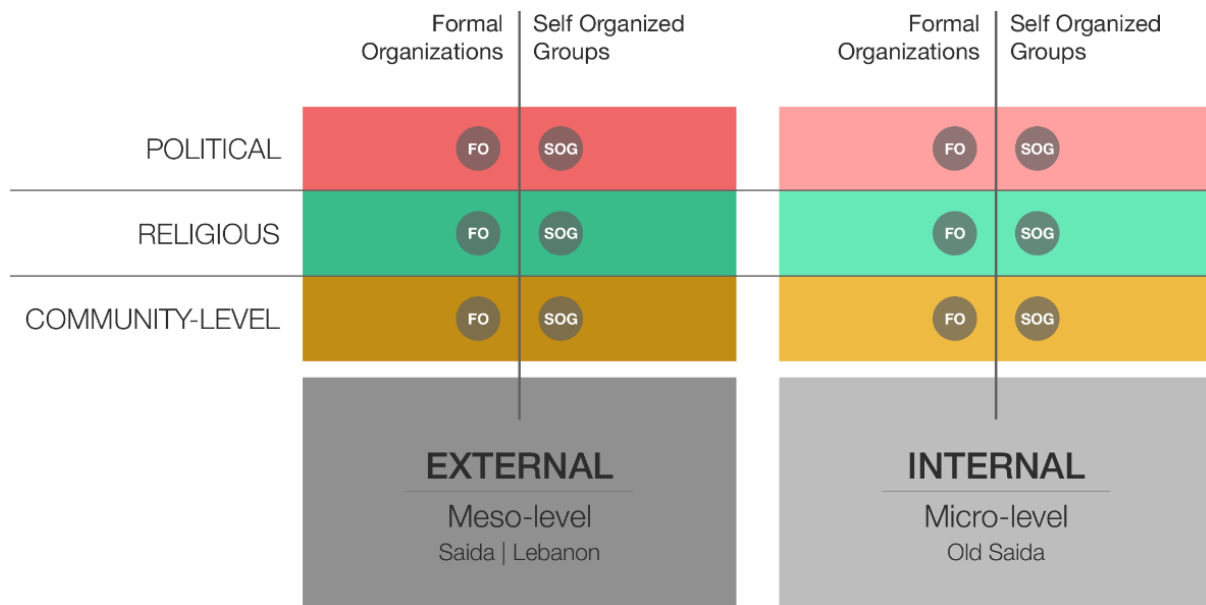 Formal
Organizations
Self Organized
Groups
Formal
Organizations
Self Organized
Groups
POLITICAL
FO
SOG
FO
SOG
RELIGIOUS
FO
SOG
FO
SOG
COMMUNITY-LEVEL
FO
SOG
FO
SOG
EXTERNAL
Meso-level
Saida | Lebanon
INTERNAL
Micro-level
Old Saida